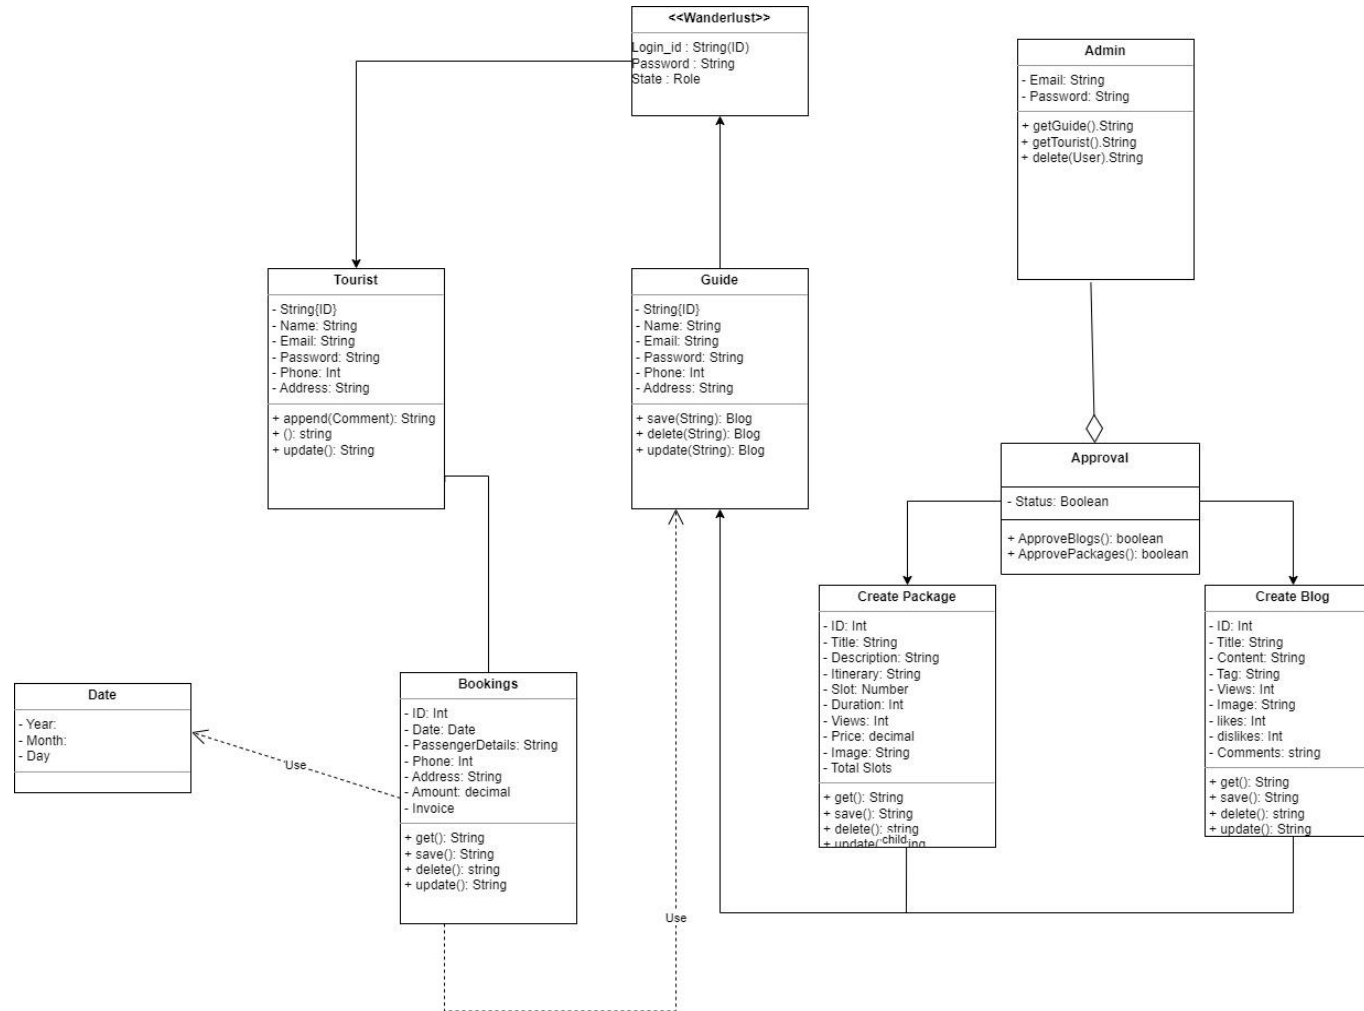 <<Wanderlust>>
Login_id : String(ID)
Password : String
State : Role
Admin
- Email: String
- Password: String
+ getGuide().String
+ getTourist().String
+ delete(User).String
Tourist
- String{ID}
- Name: String
- Email: String
- Password: String
- Phone: Int
- Address: String
+ append(Comment): String
+ (): string
+ update(): String
Guide
- String{ID}
- Name: String
- Email: String
- Password: String
- Phone: Int
- Address: String
+ save(String): Blog
+ delete(String): Blog
+ update(String): Blog
Approval
- Status: Boolean
+ ApproveBlogs(): boolean
+ ApprovePackages(): boolean
Create Package
- ID: Int
- Title: String
- Description: String
- Itinerary: String
- Slot: Number
- Duration: Int
- Views: Int
- Price: decimal
- Image: String
- Total Slots
+ get(): String
+ save(): String
+ delete(): string
child
Create Blog
- ID: Int
- Title: String
- Content: String
- Tag: String
- Views: Int
- Image: String
- likes: Int
- dislikes: Int
- Comments: string
+ get(): String
+ save(): String
+ delete(): string
+ update(): String
Date
- Year:
- Month:
- Day
Use
Bookings
- ID: Int
- Date: Date
- PassengerDetails: String
- Phone: Int
- Address: String
- Amount: decimal
- Invoice
+ get(): String
+ save(): String
+ delete(): string
+ update(): String
Use